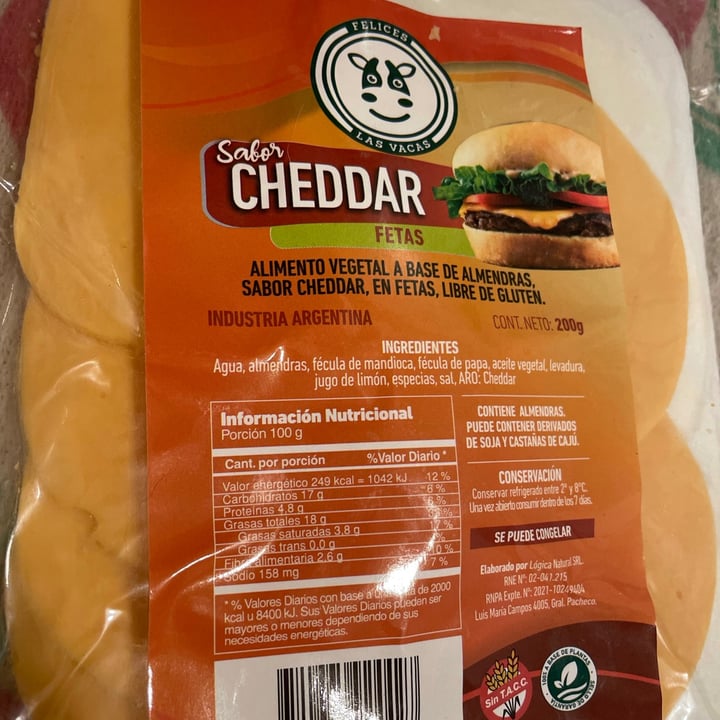 FELICES
LAS VACAS
Sabor
CHEDDAR
FETAS
ALIMENTO VEGETAL A BASE DE ALMENDRAS,
SABOR CHEDDAR, EN FETAS, LIBRE DE GLUTEN.
INDUSTRIA ARGENTINA
CONT. NETO: 200g
INGREDIENTES
Agua, almendras, fécula de mandioca, fécula de papa, aceite vegetal, levadura,
jugo de limón, especias, sal, ARO: Cheddar
Información Nutricional
Porción 100 g
Cant. por porción %Valor Diario *
Valor energético 249 kcal = 1042 kJ 12 %
Carbohidratos 17 g 6 %
Proteínas 4,8 g
Grasas totales 18 g
Grasas saturadas 3,8 g
Grasas trans 0,0 g
Fibra alimentaria 2,6 g
Sodio 158 mg 7 %
* % Valores Diarios con base a una dieta de 2000
kcal u 8400 kJ. Sus Valores Diarios pueden ser
mayores o menores dependiendo de sus
necesidades energéticas.
CONTIENE ALMENDRAS.
PUEDE CONTENER DERIVADOS
DE SOJA Y CASTAÑAS DE CAJÚ.
CONSERVACIÓN
Conservar refrigerado entre 2° y 8°C.
Una vez abierto consumir dentro de los 7 días.
SE PUEDE CONGELAR
Elaborado por Lógica Natural SRL.
RNE N°: 02-041.215
RNPA Expte. N°: 2021-10249404
Luis María Campos 4005, Gral. Pacheco.
Sin T.A.C.C.
100% A BASE DE PLANTAS
SELLO DE GARANTÍA